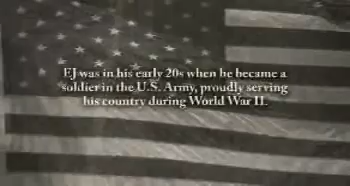 EJ was in his early 20s when he became a
soldier in the U.S. Army, proudly serving
his country during World War II.